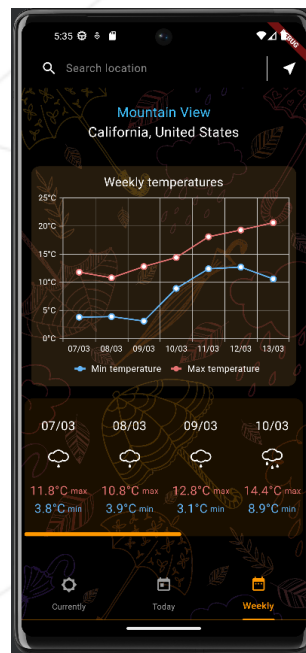 5:35
DEBUG
Search location
Mountain View
California, United States
Weekly temperatures
25°C
20°C
15°C
10°C
5°C
0°C
07/03 08/03 09/03 10/03 11/03 12/03 13/03
Min temperature Max temperature
07/03 08/03 09/03 10/03
11.8°C max 10.8°C max 12.8°C max 14.4°C max
3.8°C min 3.9°C min 3.1°C min 8.9°C min
Currently Today Weekly